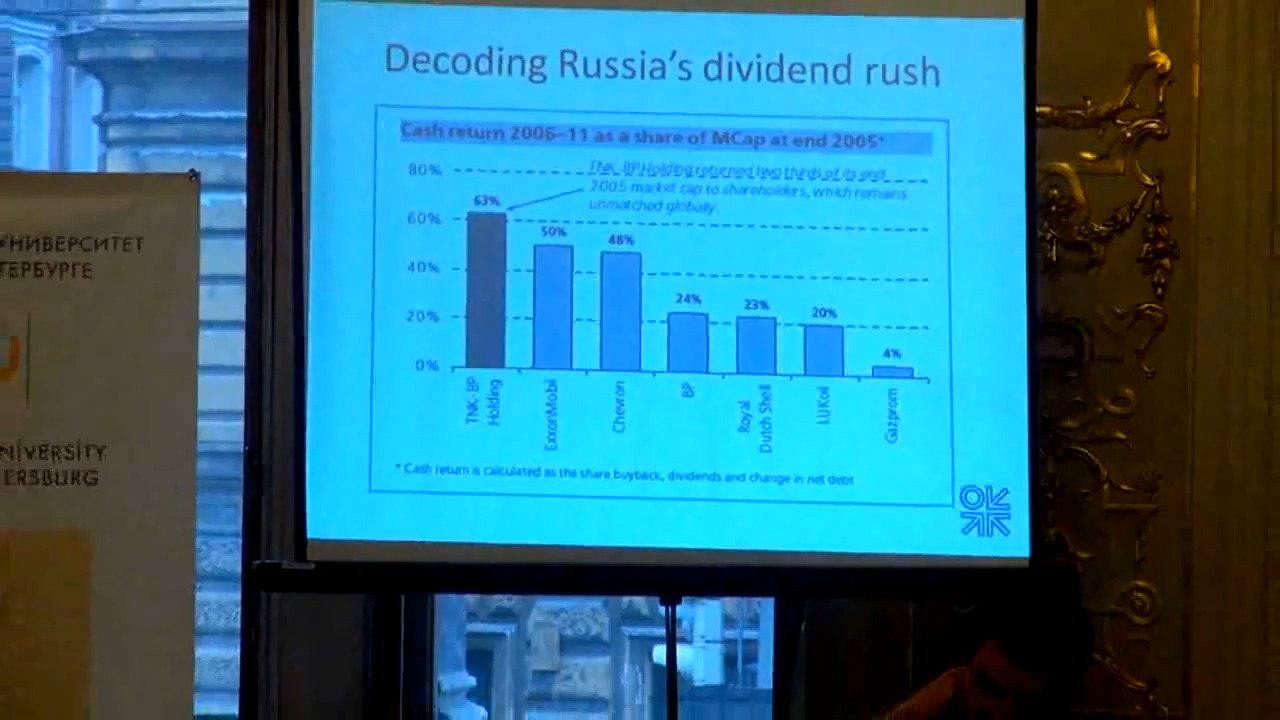 Decoding Russia's dividend rush
Cash return 2006–11 as a share of MCap at end 2005*
TNK-BP Holding returned two thirds of its end
2005 market cap to shareholders, which remains
unmatched globally.
80%
60%
40%
20%
0%
63%
50%
48%
24%
23%
20%
4%
TNK-BP
Holding
ExxonMobil
Chevron
BP
Royal
Dutch Shell
LUKoil
Gazprom
* Cash return is calculated as the share buyback, dividends and change in net debt
НИВЕРСИТЕТ
ТЕРБУРГЕ
NIVERSITY
ERSBURG